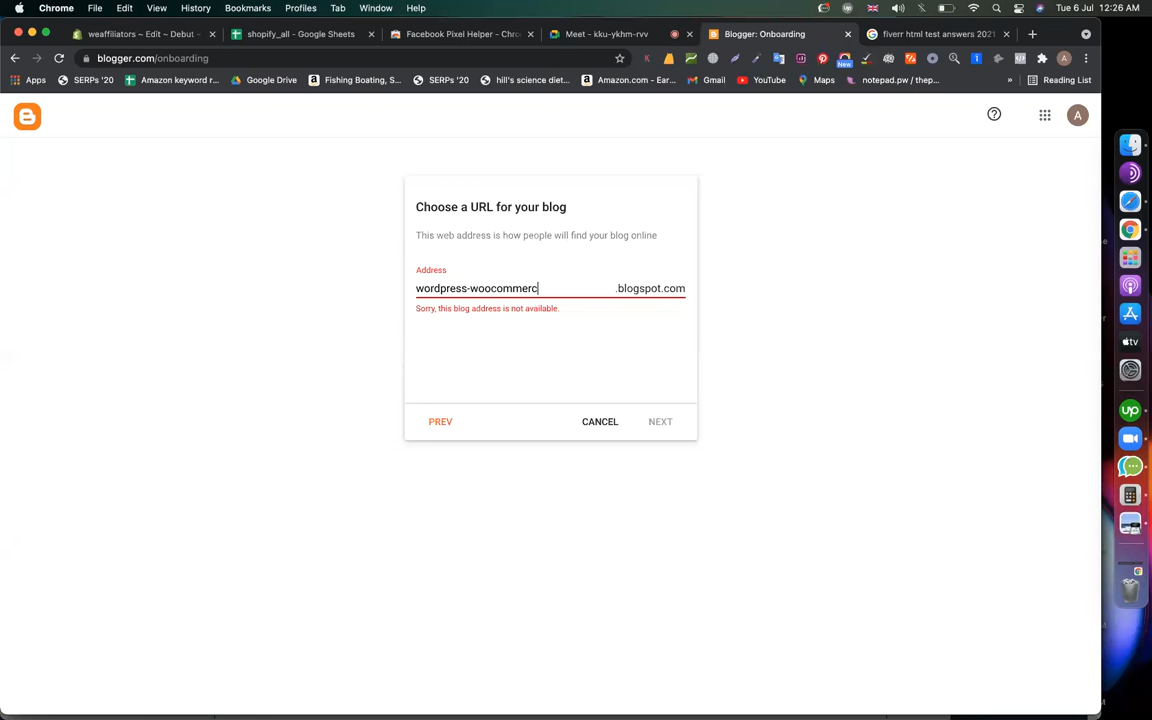 Chrome File Edit View History Bookmarks Profiles Tab Window Help Tue 6 Jul 12:26 AM
weaffiliators ~ Edit ~ Debut shopify_all - Google Sheets Facebook Pixel Helper - Chro Meet - kku-ykhm-rvv Blogger: Onboarding fiverr html test answers 2021
blogger.com/onboarding
New
Apps SERPs '20 Amazon keyword r... Google Drive Fishing Boating, S... SERPs '20 hill's science diet... Amazon.com - Ear... Gmail YouTube Maps notepad.pw / thep... » Reading List
A
Choose a URL for your blog
This web address is how people will find your blog online
Address
wordpress-woocommerc .blogspot.com
Sorry, this blog address is not available.
PREV CANCEL NEXT
tv
up